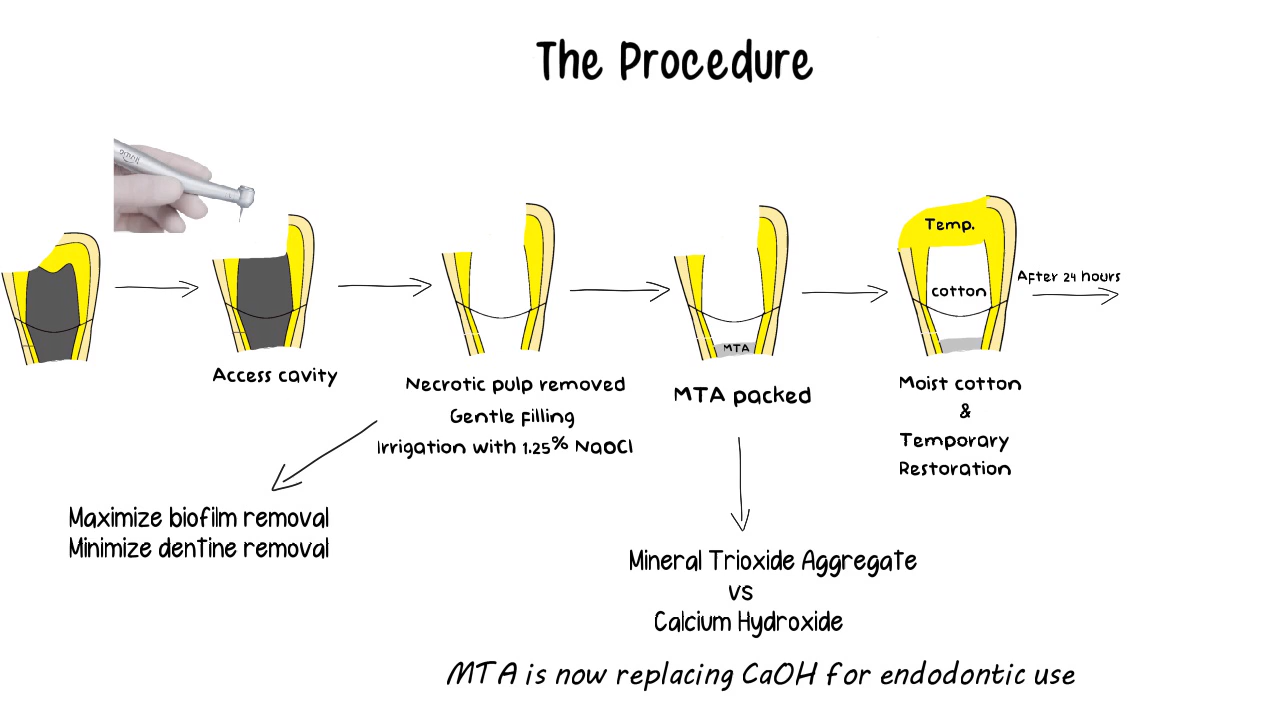 The Procedure
Temp.
cotton
After 24 hours
MTA
Access cavity
Necrotic pulp removed
Gentle filling
Irrigation with 1.25% NaOCl
MTA packed
Moist cotton
&
Temporary
Restoration
Maximize biofilm removal
Minimize dentine removal
Mineral Trioxide Aggregate
vs
Calcium Hydroxide
MTA is now replacing CaOH for endodontic use